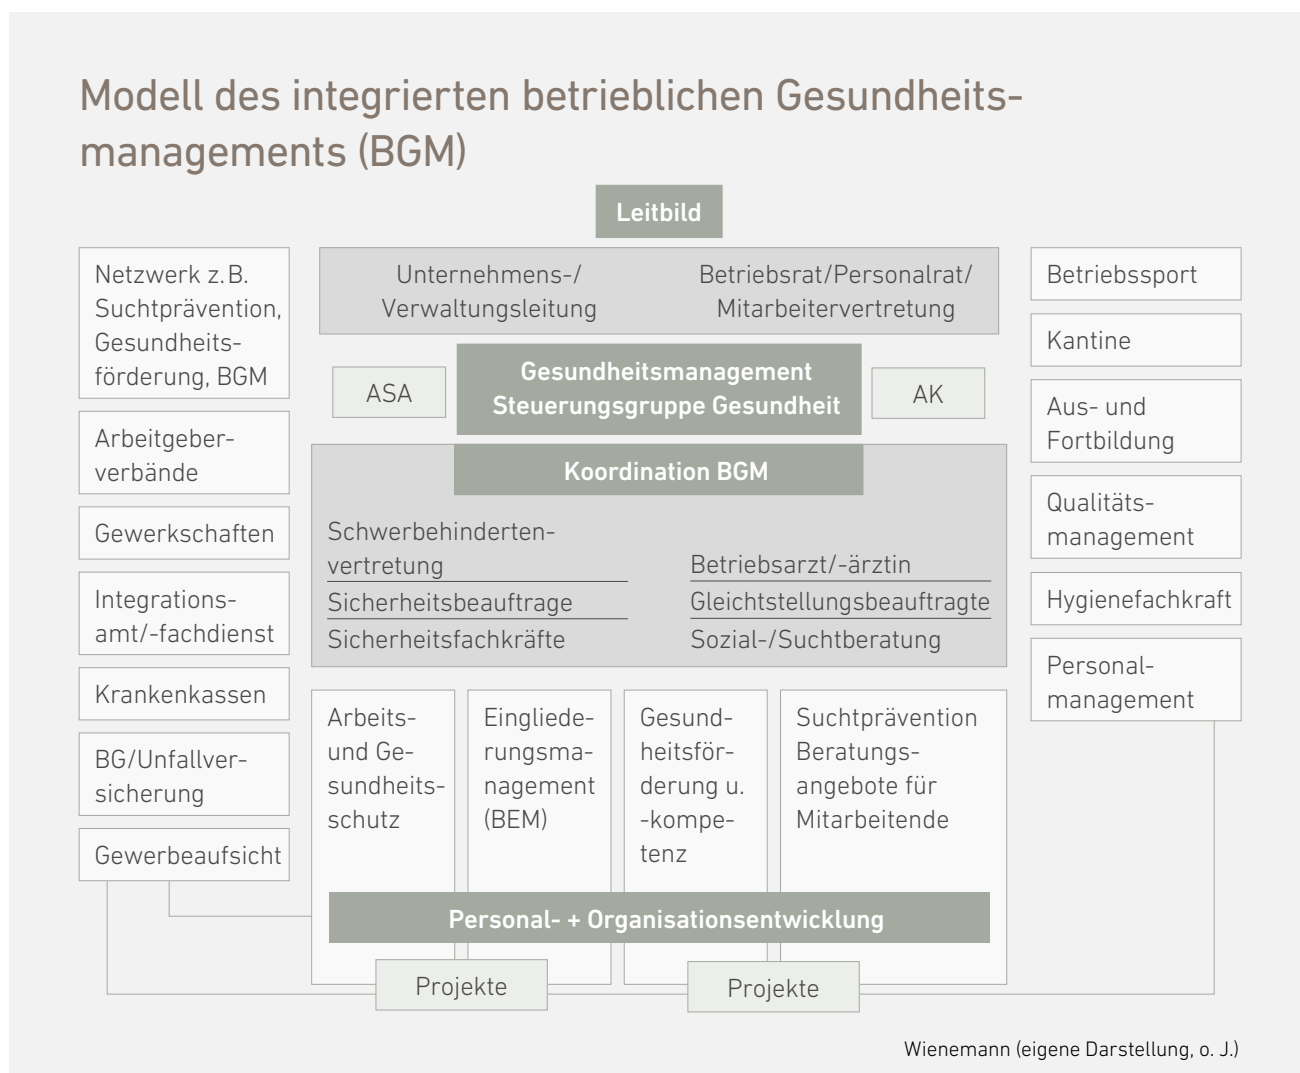 Modell des integrierten betrieblichen Gesundheits-
managements (BGM)
Leitbild
Netzwerk z. B.
Suchtprävention,
Gesundheits-
förderung, BGM
Arbeitgeber-
verbände
Gewerkschaften
Integrations-
amt/-fachdienst
Krankenkassen
BG/Unfallver-
sicherung
Gewerbeaufsicht
Unternehmens-/
Verwaltungsleitung
Betriebsrat/Personalrat/
Mitarbeitervertretung
ASA
Gesundheitsmanagement
Steuerungsgruppe Gesundheit
AK
Koordination BGM
Schwerbehinderten-
vertretung
Sicherheitsbeauftrage
Sicherheitsfachkräfte
Betriebsarzt/-ärztin
Gleichtstellungsbeauftragte
Sozial-/Suchtberatung
Arbeits-
und Ge-
sundheits-
schutz
Eingliede-
rungsma-
nagement
(BEM)
Gesund-
heitsför-
derung u.
-kompe-
tenz
Suchtprävention
Beratungs-
angebote für
Mitarbeitende
Personal- + Organisationsentwicklung
Projekte
Projekte
Betriebssport
Kantine
Aus- und
Fortbildung
Qualitäts-
management
Hygienefachkraft
Personal-
management
Wienemann (eigene Darstellung, o. J.)